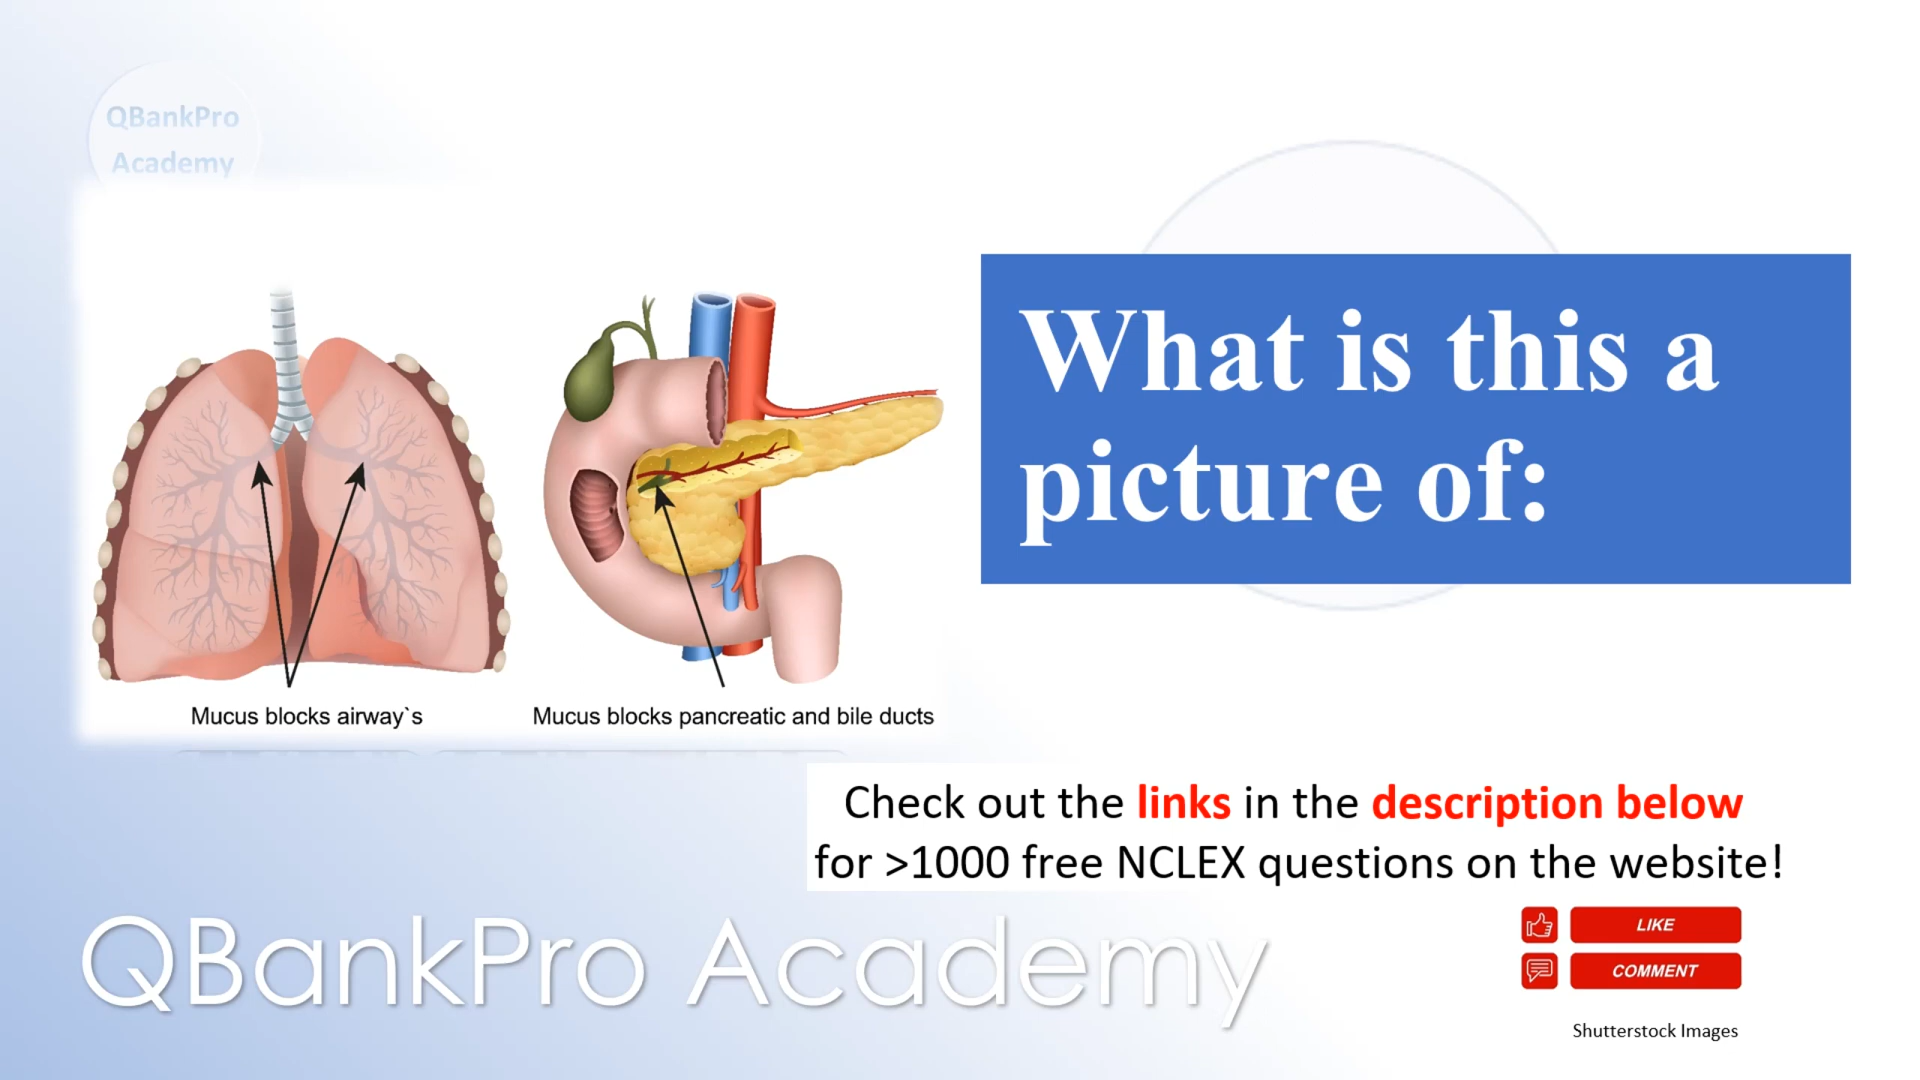 QBankPro
Academy
What is this a
picture of:
Mucus blocks airway`s
Mucus blocks pancreatic and bile ducts
Check out the links in the description below
for >1000 free NCLEX questions on the website!
QBankPro Academy
LIKE
COMMENT
Shutterstock Images